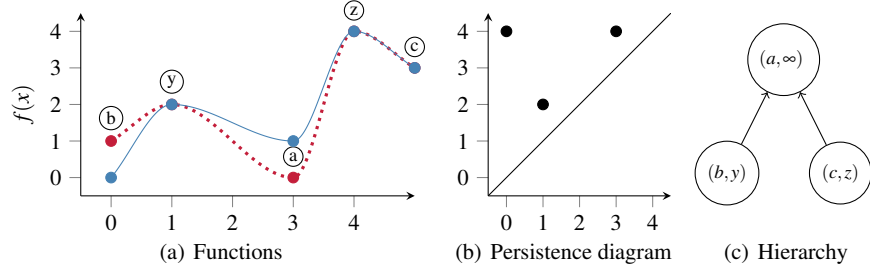 z
4
c
3
y
2
b
1
a
0
f(x)
0 1 2 3 4
(a) Functions
4
3
2
1
0
0 1 2 3 4
(b) Persistence diagram
(a,∞)
(b,y)
(c,z)
(c) Hierarchy